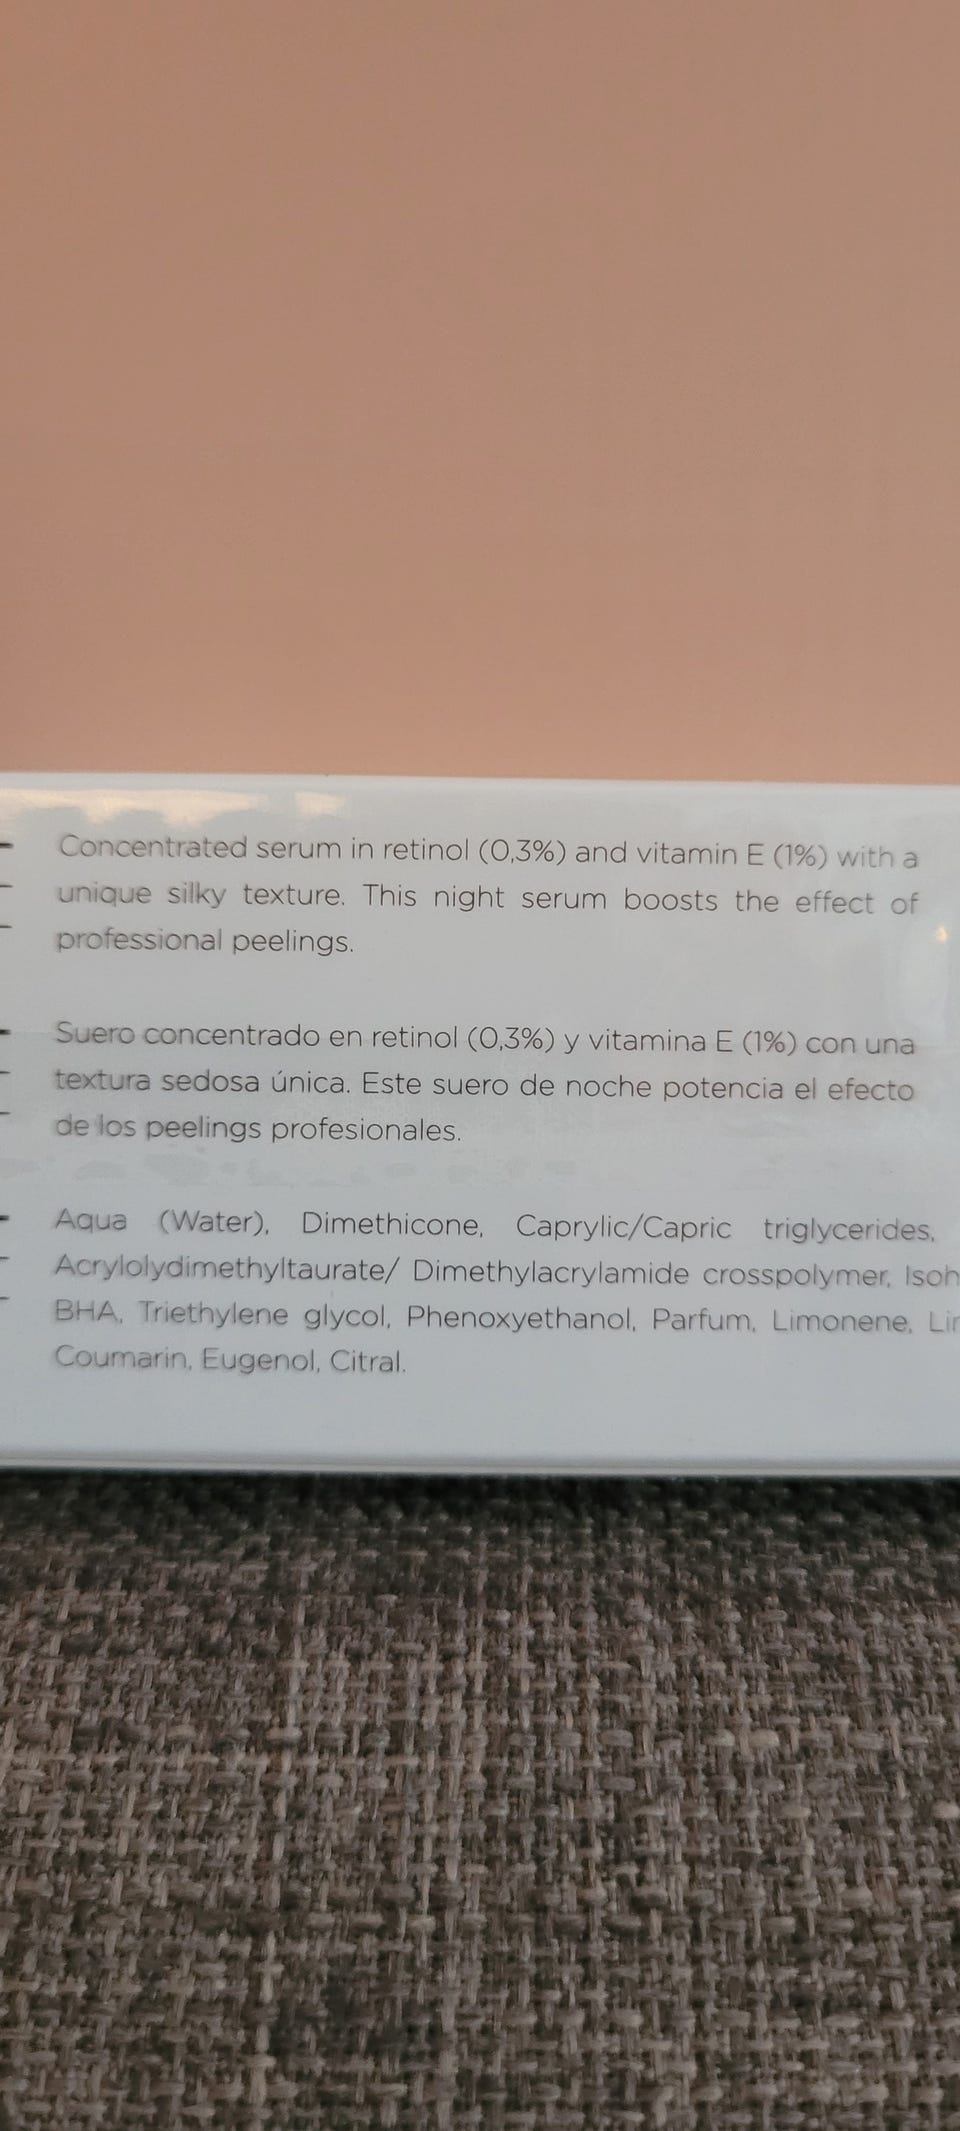 Concentrated serum in retinol (0,3%) and vitamin E (1%) with a
unique silky texture. This night serum boosts the effect of
professional peelings.
Suero concentrado en retinol (0,3%) y vitamina E (1%) con una
textura sedosa única. Este suero de noche potencia el efecto
de los peelings profesionales.
Aqua (Water), Dimethicone, Caprylic/Capric triglycerides,
Acrylolydimethyltaurate/ Dimethylacrylamide crosspolymer,
BHA, Triethylene glycol, Phenoxyethanol, Parfum, Limonene,
Coumarin, Eugenol, Citral.